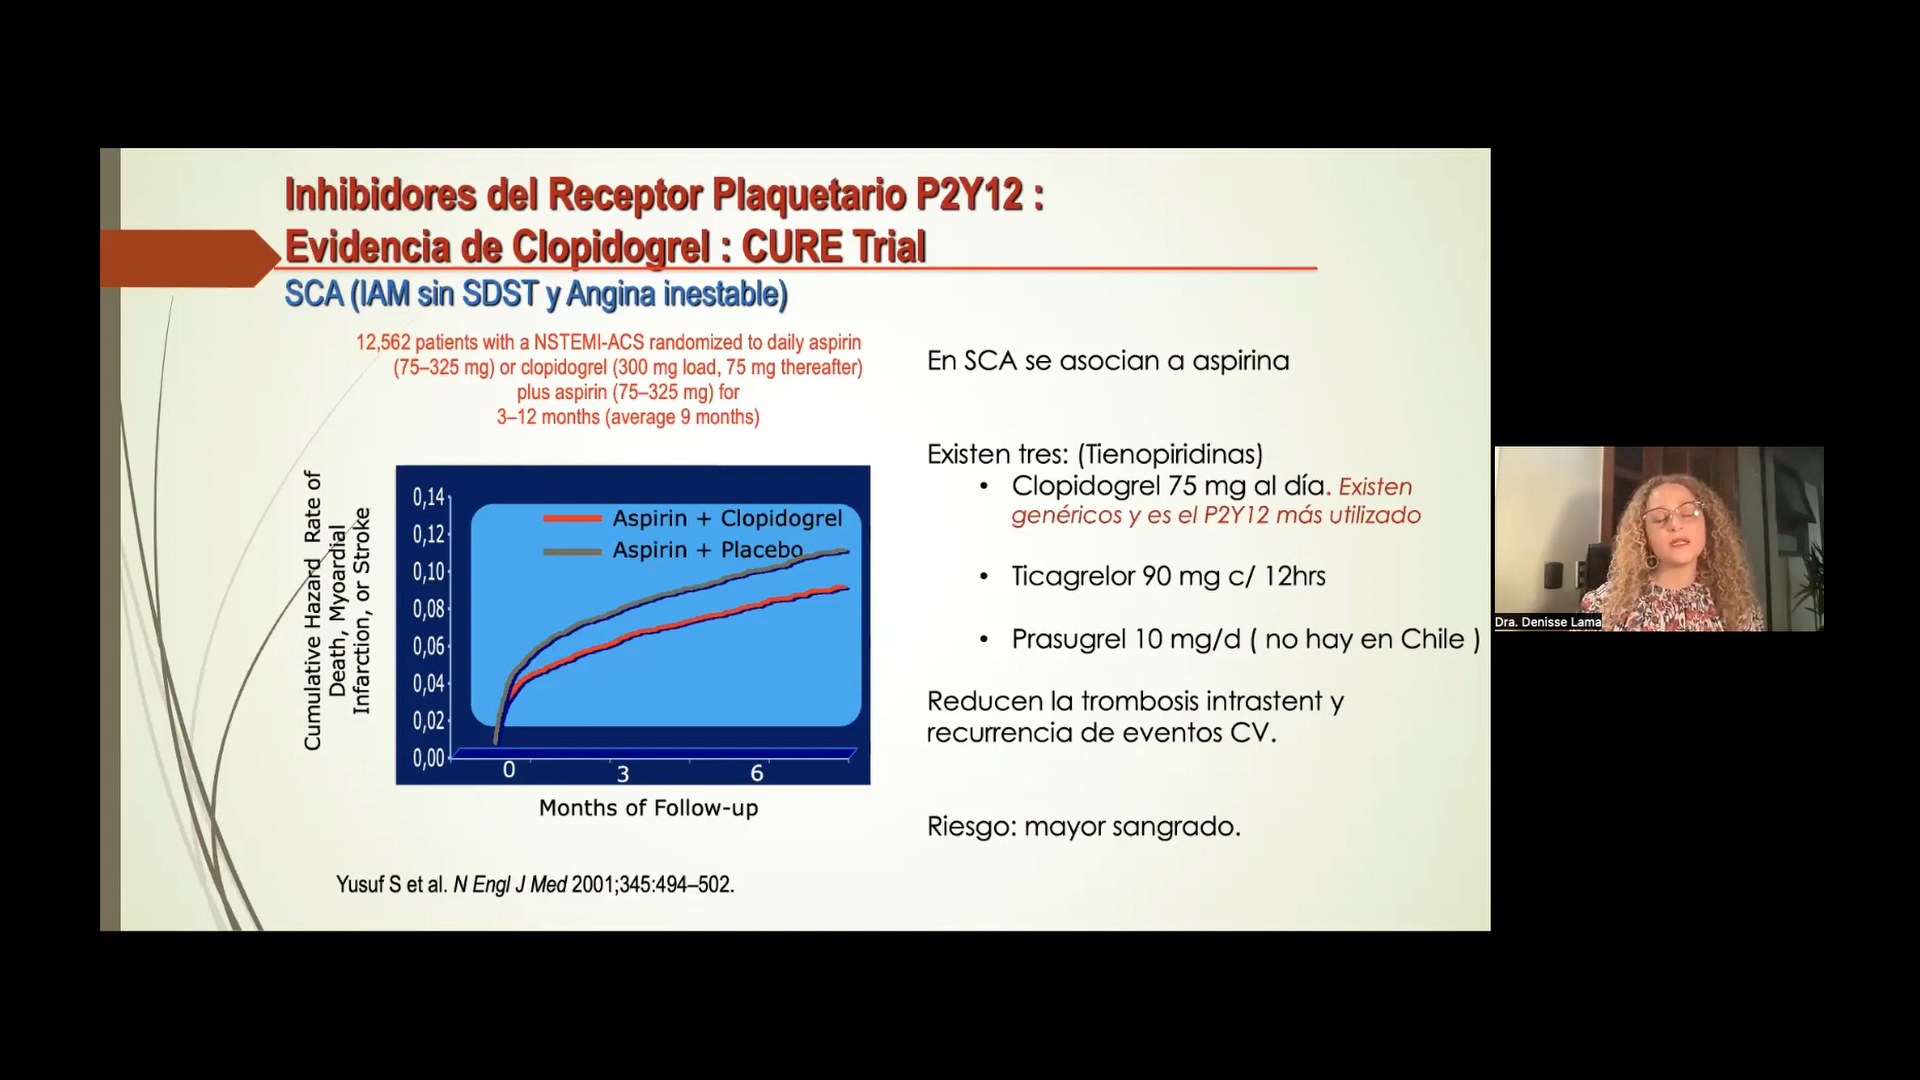 Inhibidores del Receptor Plaquetario P2Y12 :
Evidencia de Clopidogrel : CURE Trial
SCA (IAM sin SDST y Angina inestable)
12,562 patients with a NSTEMI-ACS randomized to daily aspirin
(75–325 mg) or clopidogrel (300 mg load, 75 mg thereafter)
plus aspirin (75–325 mg) for
3–12 months (average 9 months)
Cumulative Hazard Rate of
Death, Myoardial
Infarction, or Stroke
0,14
0,12
0,10
0,08
0,06
0,04
0,02
0,00
Aspirin + Clopidogrel
Aspirin + Placebo
0 3 6
Months of Follow-up
Yusuf S et al. N Engl J Med 2001;345:494–502.
En SCA se asocian a aspirina
Existen tres: (Tienopiridinas)
• Clopidogrel 75 mg al día. Existen
genéricos y es el P2Y12 más utilizado
• Ticagrelor 90 mg c/ 12hrs
• Prasugrel 10 mg/d ( no hay en Chile )
Reducen la trombosis intrastent y
recurrencia de eventos CV.
Riesgo: mayor sangrado.
Dra. Denisse Lama